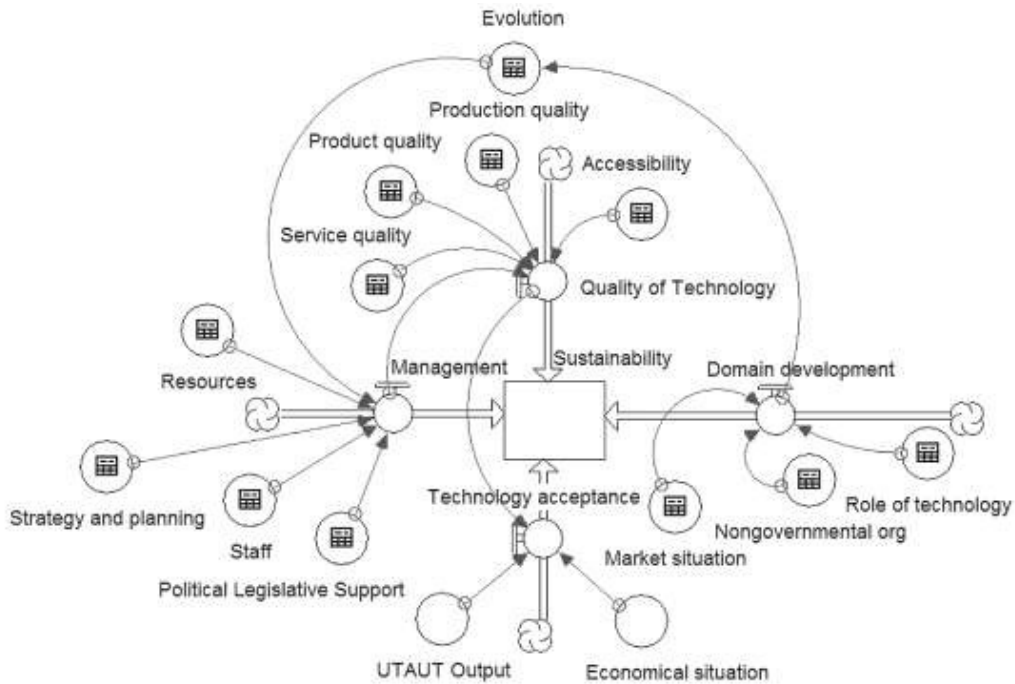 Evolution
Production quality
Product quality
Accessibility
Service quality
Quality of Technology
Management
Sustainability
Domain development
Resources
Technology acceptance
Role of technology
Strategy and planning
Nongovernmental org
Staff
Market situation
Political Legislative Support
UTAUT Output
Economical situation